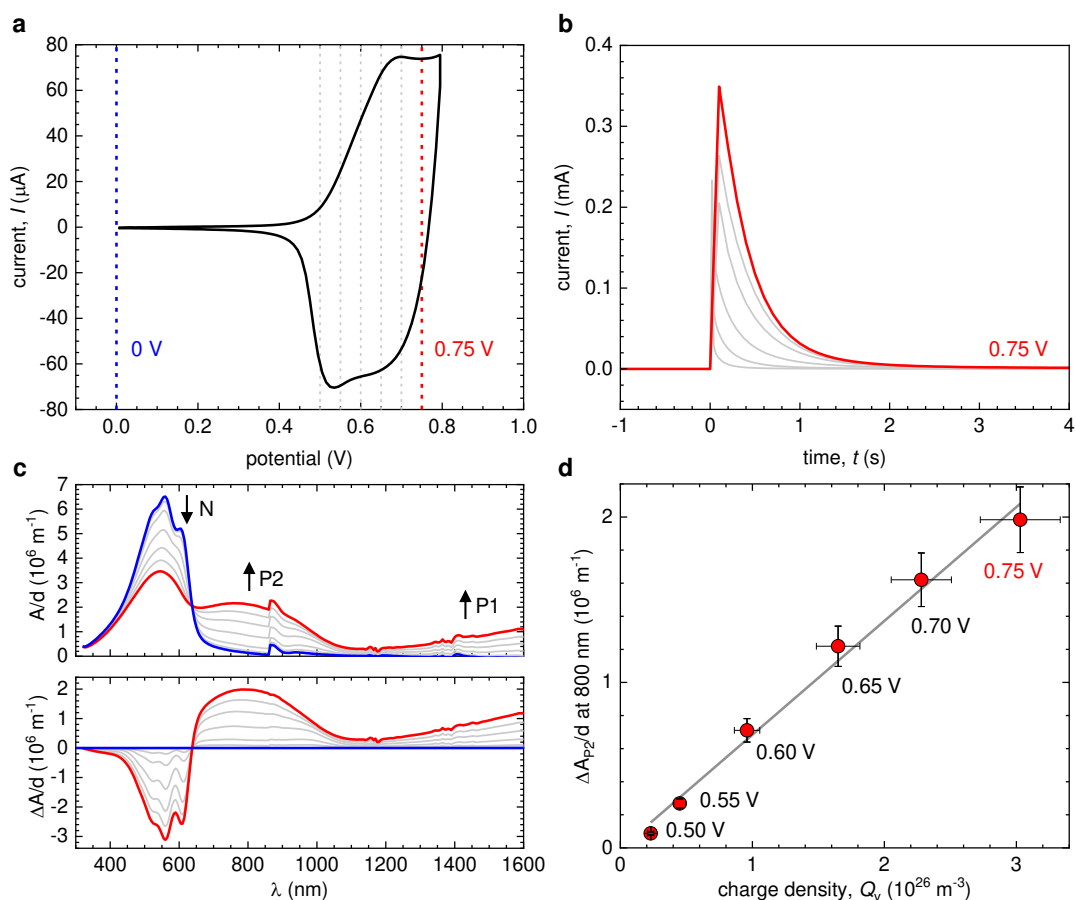 a
80
60
40
20
0
-20
-40
-60
-80
current, I (μA)
0 V
0.75 V
0.0 0.2 0.4 0.6 0.8 1.0
potential (V)
b
0.4
0.3
0.2
0.1
0.0
current, I (mA)
0.75 V
-1 0 1 2 3 4
time, t (s)
c
7
6
5
4
3
2
1
0
A/d (10⁶ m⁻¹)
N
P2
P1
2
1
0
-1
-2
-3
ΔA/d (10⁶ m⁻¹)
400 600 800 1000 1200 1400 1600
λ (nm)
d
2
1
0
ΔA_P2/d at 800 nm (10⁶ m⁻¹)
0.75 V
0.70 V
0.65 V
0.60 V
0.55 V
0.50 V
0 1 2 3
charge density, Q_v (10²⁶ m⁻³)